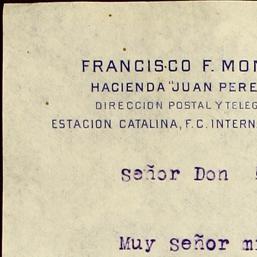 FRANCISCO F. MON
HACIENDA "JUAN PERE
DIRECCION POSTAL Y TELEG
ESTACION CATALINA, F.C. INTERN
Señor Don
Muy señor m